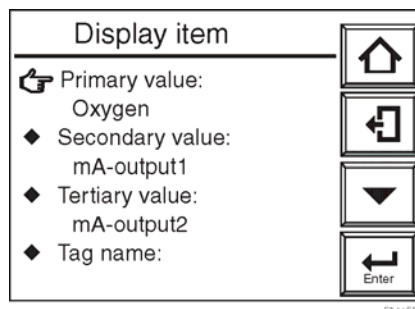 Display item
Primary value:
Oxygen
Secondary value:
mA-output1
Tertiary value:
mA-output2
Tag name:
Enter